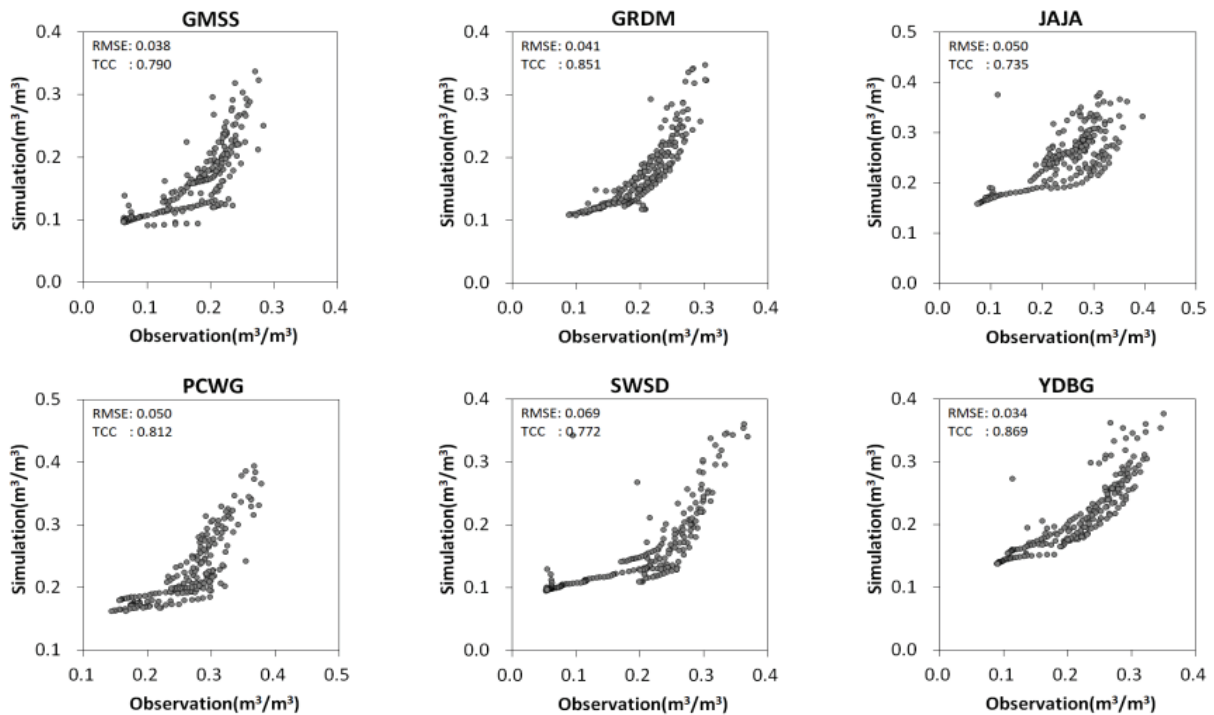 GMSS
RMSE: 0.038
TCC : 0.790
0.4
0.3
0.2
0.1
0.0
Simulation(m³/m³)
0.0 0.1 0.2 0.3 0.4
Observation(m³/m³)
GRDM
RMSE: 0.041
TCC : 0.851
0.4
0.3
0.2
0.1
0.0
Simulation(m³/m³)
0.0 0.1 0.2 0.3 0.4
Observation(m³/m³)
JAJA
RMSE: 0.050
TCC : 0.735
0.5
0.4
0.3
0.2
0.1
0.0
Simulation(m³/m³)
0.0 0.1 0.2 0.3 0.4 0.5
Observation(m³/m³)
PCWG
RMSE: 0.050
TCC : 0.812
0.5
0.4
0.3
0.2
0.1
Simulation(m³/m³)
0.1 0.2 0.3 0.4 0.5
Observation(m³/m³)
SWSD
RMSE: 0.069
TCC : 0.772
0.4
0.3
0.2
0.1
0.0
Simulation(m³/m³)
0.0 0.1 0.2 0.3 0.4
Observation(m³/m³)
YDBG
RMSE: 0.034
TCC : 0.869
0.4
0.3
0.2
0.1
0.0
Simulation(m³/m³)
0.0 0.1 0.2 0.3 0.4
Observation(m³/m³)